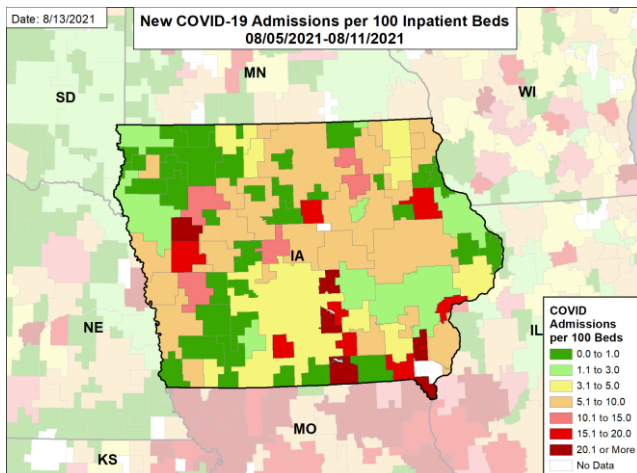 Date: 8/13/2021
New COVID-19 Admissions per 100 Inpatient Beds
08/05/2021-08/11/2021
MN
SD
WI
IA
NE
IL
MO
KS
COVID
Admissions
per 100 Beds
0.0 to 1.0
1.1 to 3.0
3.1 to 5.0
5.1 to 10.0
10.1 to 15.0
15.1 to 20.0
20.1 or More
No Data